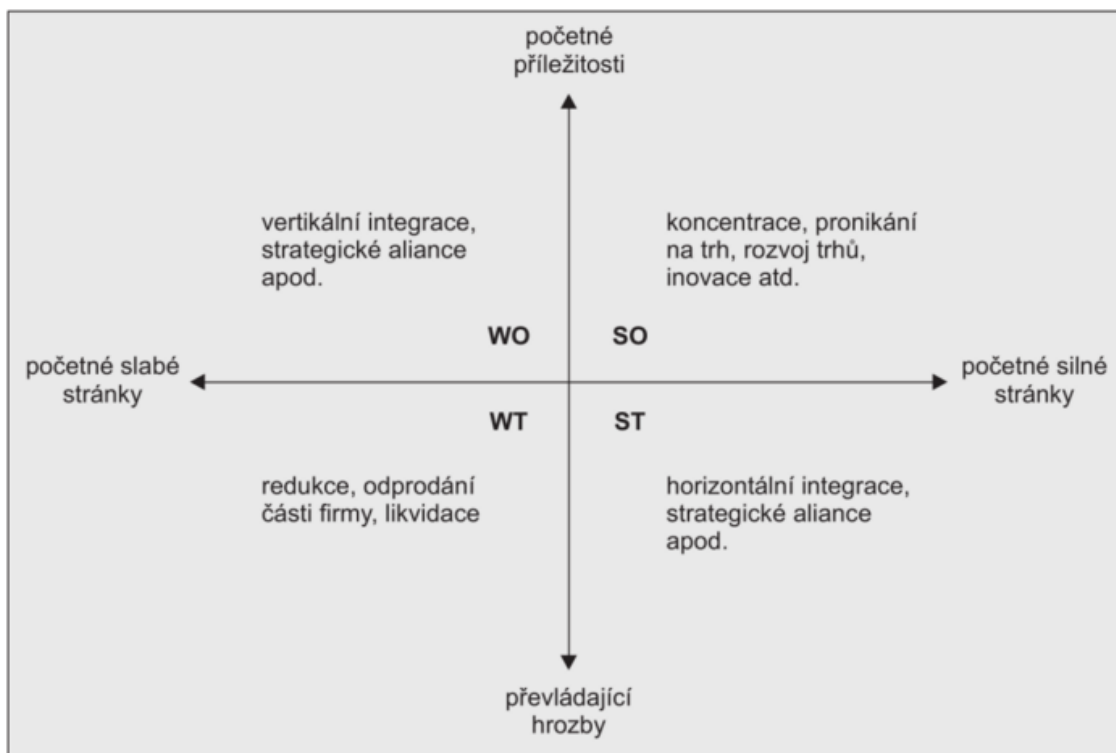 početné
příležitosti
vertikální integrace,
strategické aliance
apod.
koncentrace, pronikání
na trh, rozvoj trhů,
inovace atd.
WO
SO
početné slabé
stránky
početné silné
stránky
WT
ST
redukce, odprodání
části firmy, likvidace
horizontální integrace,
strategické aliance
apod.
převládající
hrozby